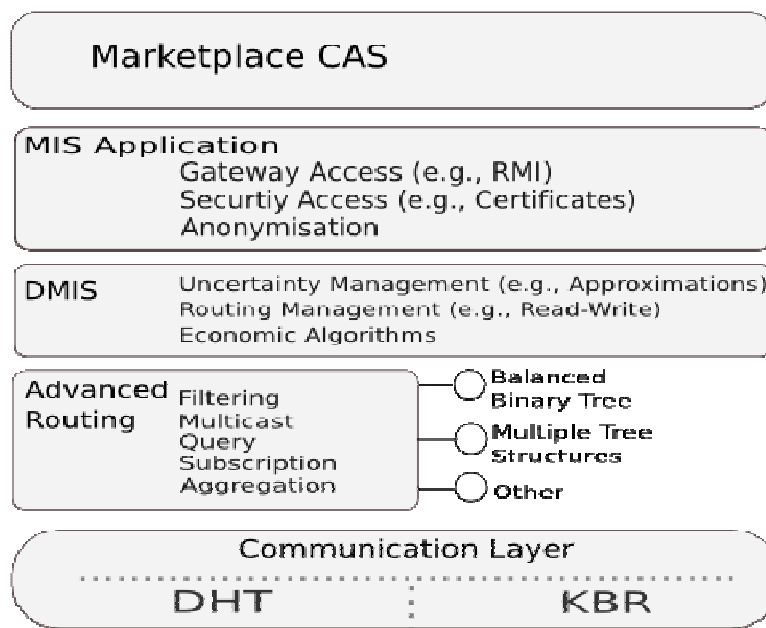 Marketplace CAS
MIS Application
Gateway Access (e.g., RMI)
Securtiy Access (e.g., Certificates)
Anonymisation
DMIS
Uncertainty Management (e.g., Approximations)
Routing Management (e.g., Read-Write)
Economic Algorithms
Advanced
Routing
Filtering
Multicast
Query
Subscription
Aggregation
Balanced
Binary Tree
Multiple Tree
Structures
Other
Communication Layer
DHT
KBR